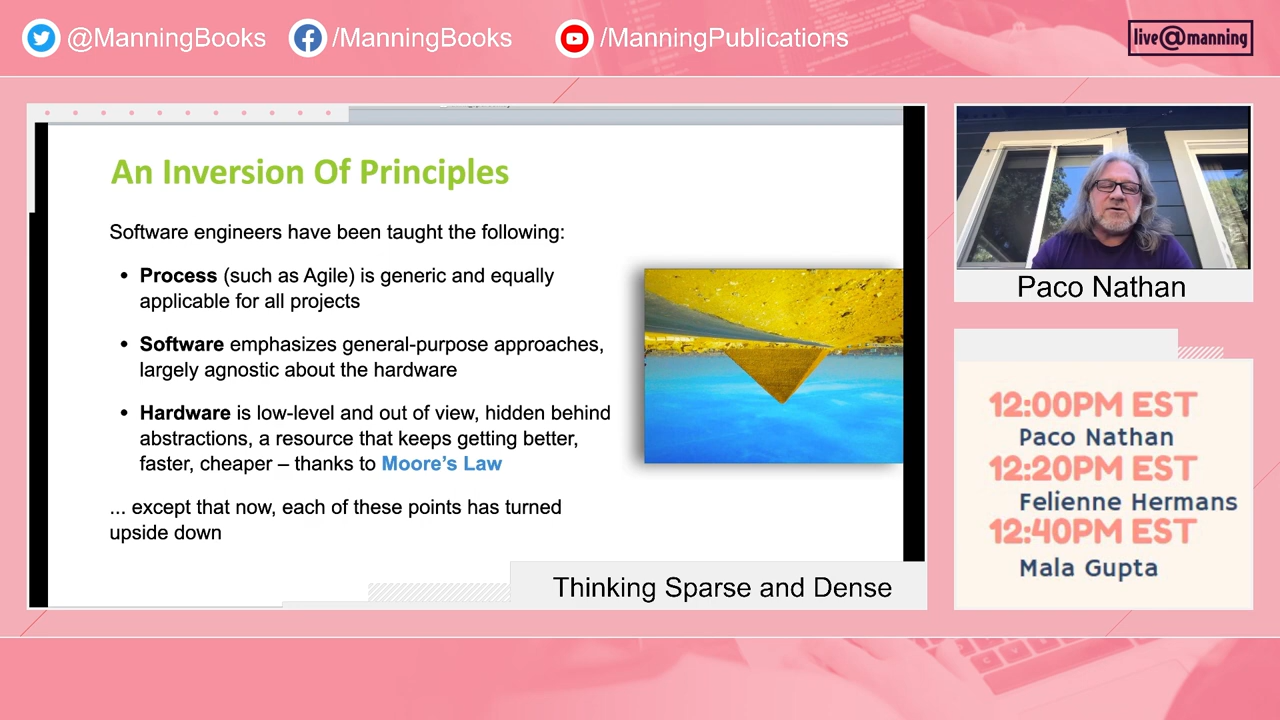 @ManningBooks
/ManningBooks
/ManningPublications
live@manning
An Inversion Of Principles
Software engineers have been taught the following:
• Process (such as Agile) is generic and equally
applicable for all projects
• Software emphasizes general-purpose approaches,
largely agnostic about the hardware
• Hardware is low-level and out of view, hidden behind
abstractions, a resource that keeps getting better,
faster, cheaper – thanks to Moore's Law
... except that now, each of these points has turned
upside down
Thinking Sparse and Dense
Paco Nathan
12:00PM EST
Paco Nathan
12:20PM EST
Felienne Hermans
12:40PM EST
Mala Gupta